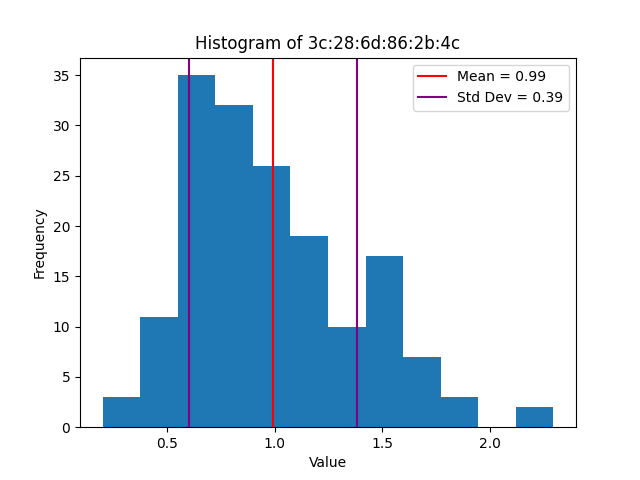 Histogram of 3c:28:6d:86:2b:4c
Mean = 0.99
Std Dev = 0.39
Frequency
35
30
25
20
15
10
5
0
0.5 1.0 1.5 2.0
Value